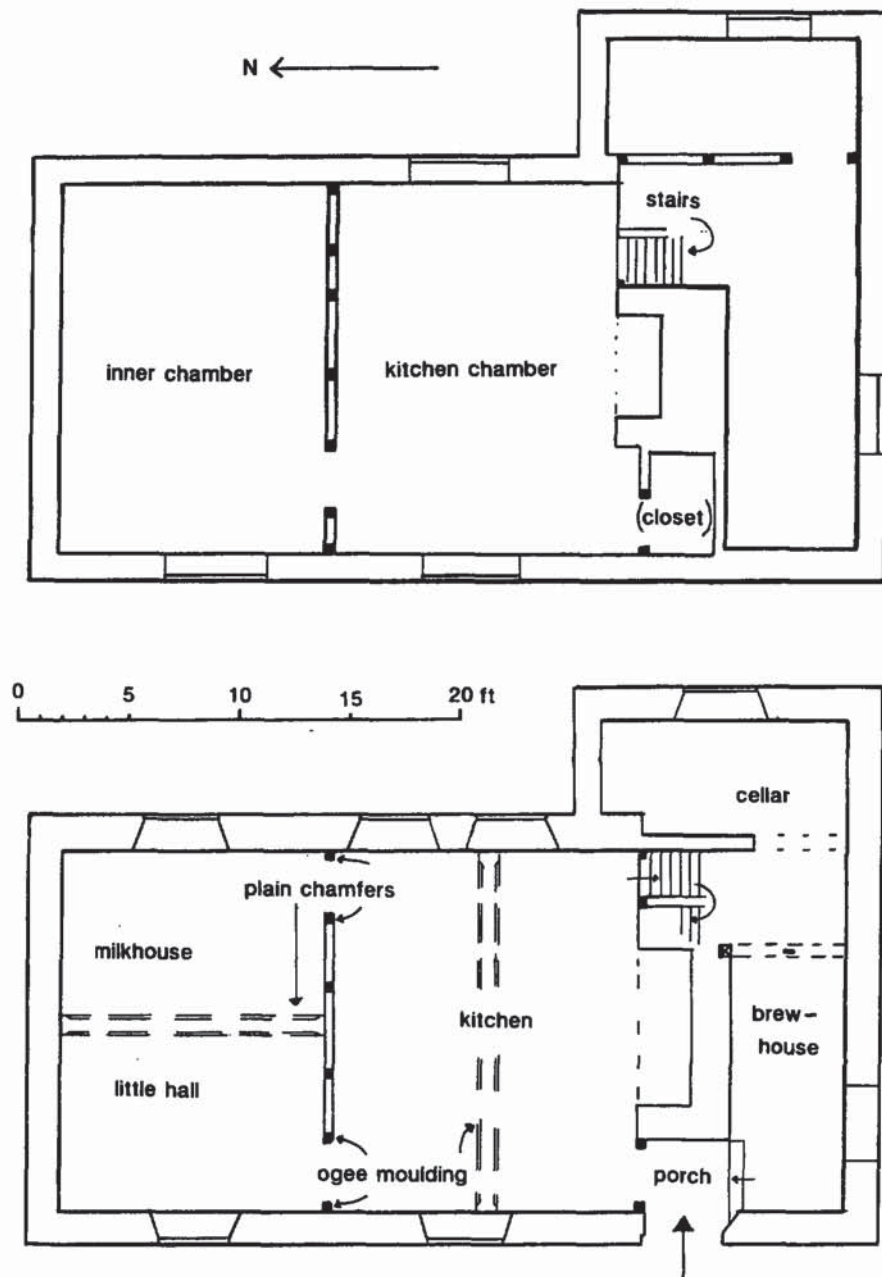 N
stairs
inner chamber
kitchen chamber
(closet)
0 5 10 15 20 ft
cellar
plain chamfers
milkhouse
kitchen
brew-
house
little hall
ogee moulding
porch